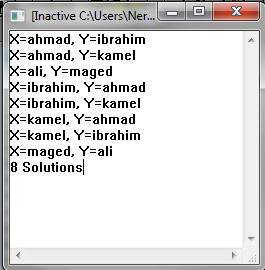 [Inactive C:\Users\Ner...
X=ahmad, Y=ibrahim
X=ahmad, Y=kamel
X=ali, Y=maged
X=ibrahim, Y=ahmad
X=ibrahim, Y=kamel
X=kamel, Y=ahmad
X=kamel, Y=ibrahim
X=maged, Y=ali
8 Solutions